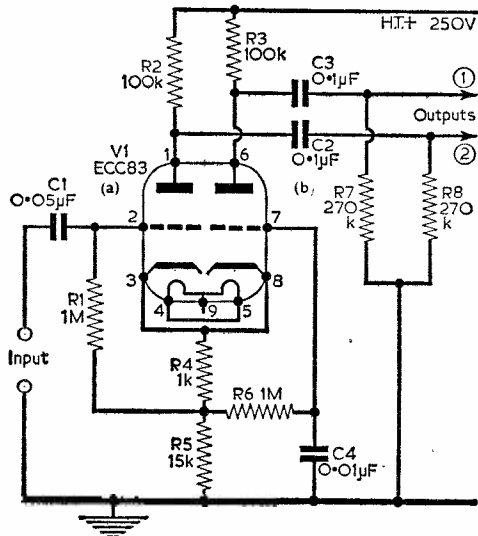 H.T.+ 250V
R2
100k
R3
100k
C3
0·1µF
1
Outputs
C2
0·1µF
2
V1
ECC83
(a)
1
6
(b)
C1
0·05µF
2
7
R7
270
k
R8
270
k
3
8
4
9
5
R1
1M
Input
R4
1k
R6 1M
R5
15k
C4
0·01µF